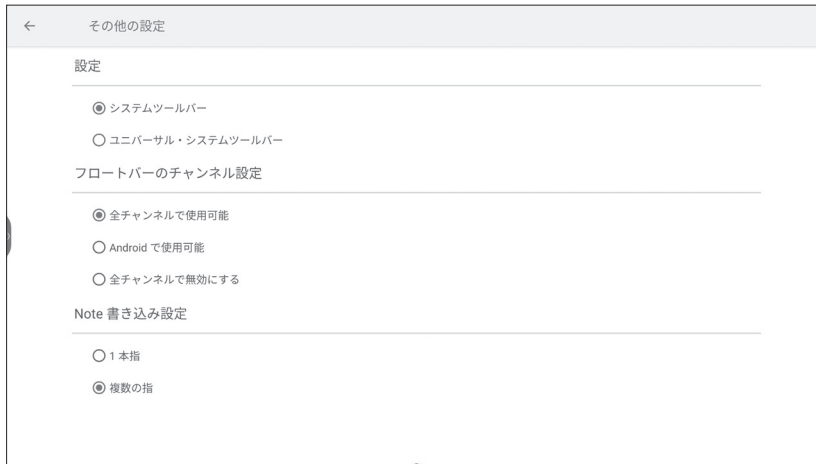 その他の設定
設定
システムツールバー
ユニバーサル・システムツールバー
フロートバーのチャンネル設定
全チャンネルで使用可能
Android で使用可能
全チャンネルで無効にする
Note 書き込み設定
1 本指
複数の指